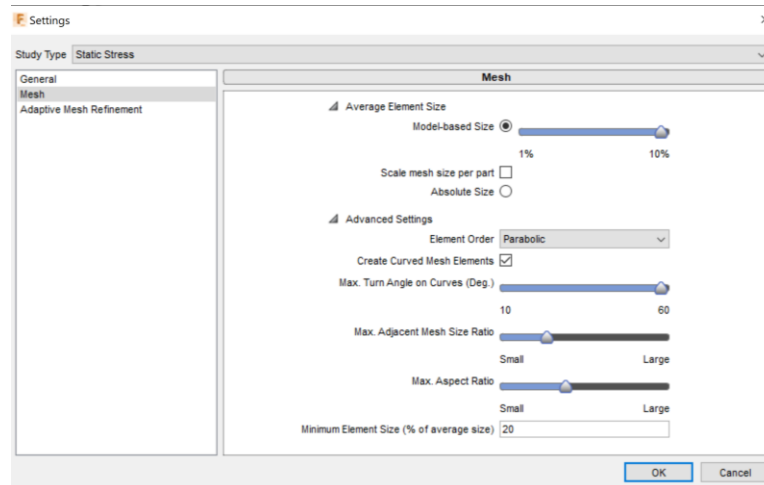 Settings
Study Type Static Stress
General
Mesh
Adaptive Mesh Refinement
Mesh
Average Element Size
Model-based Size
1% 10%
Scale mesh size per part
Absolute Size
Advanced Settings
Element Order Parabolic
Create Curved Mesh Elements
Max. Turn Angle on Curves (Deg.)
10 60
Max. Adjacent Mesh Size Ratio
Small Large
Max. Aspect Ratio
Small Large
Minimum Element Size (% of average size) 20
OK Cancel